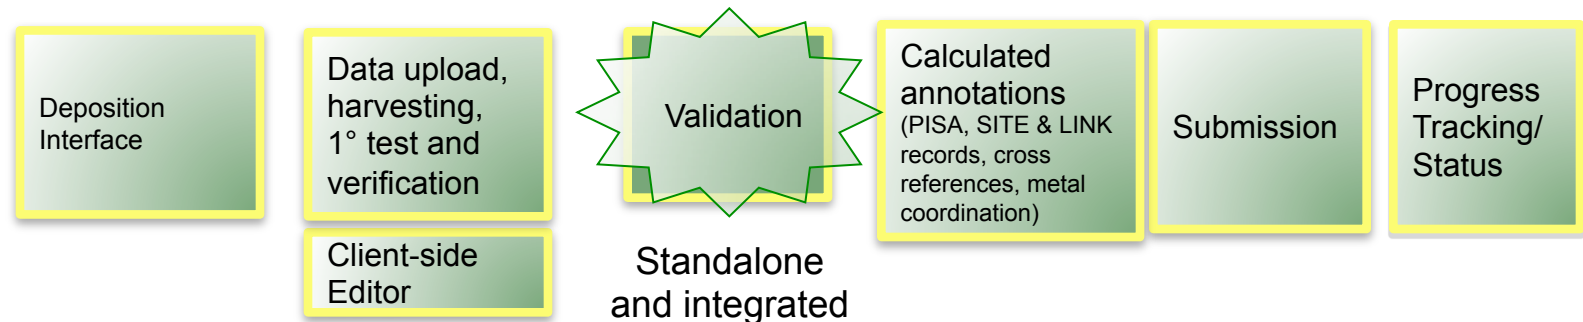 Deposition
Interface
Data upload,
harvesting,
1° test and
verification
Client-side
Editor
Validation
Standalone
and integrated
Calculated
annotations
(PISA, SITE & LINK
records, cross
references, metal
coordination)
Submission
Progress
Tracking/
Status